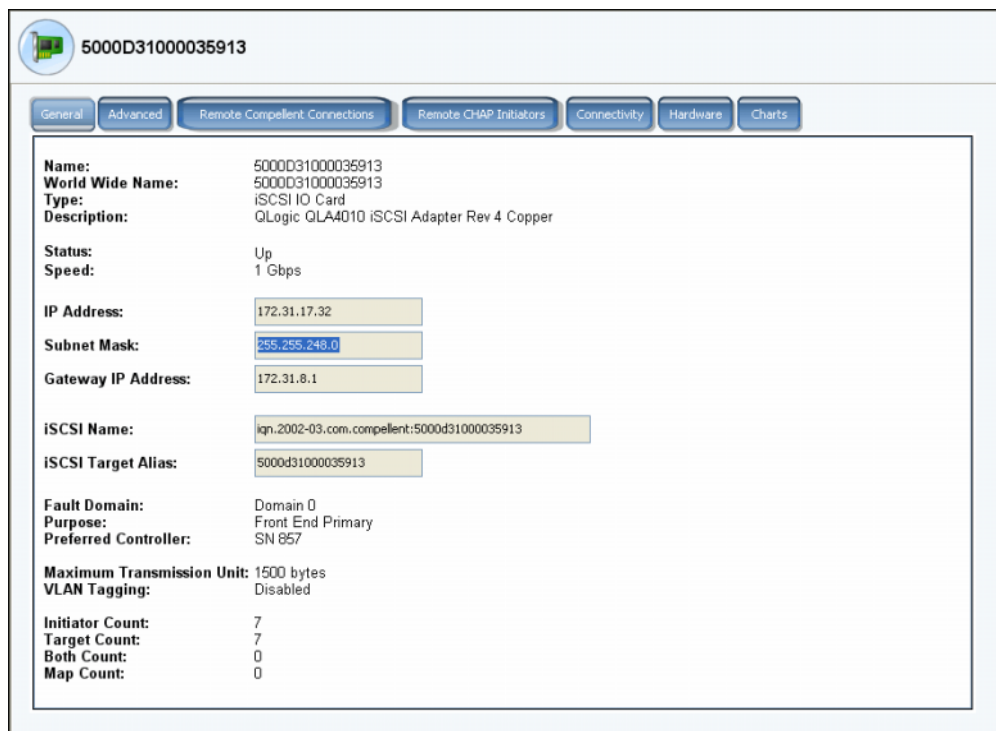 5000D31000035913
General Advanced Remote Compellent Connections Remote CHAP Initiators Connectivity Hardware Charts
Name: 5000D31000035913
World Wide Name: 5000D31000035913
Type: iSCSI IO Card
Description: QLogic QLA4010 iSCSI Adapter Rev 4 Copper
Status: Up
Speed: 1 Gbps
IP Address: 172.31.17.32
Subnet Mask: 255.255.248.0
Gateway IP Address: 172.31.8.1
iSCSI Name: iqn.2002-03.com.compellent:5000d31000035913
iSCSI Target Alias: 5000d31000035913
Fault Domain: Domain 0
Purpose: Front End Primary
Preferred Controller: SN 857
Maximum Transmission Unit: 1500 bytes
VLAN Tagging: Disabled
Initiator Count: 7
Target Count: 7
Both Count: 0
Map Count: 0